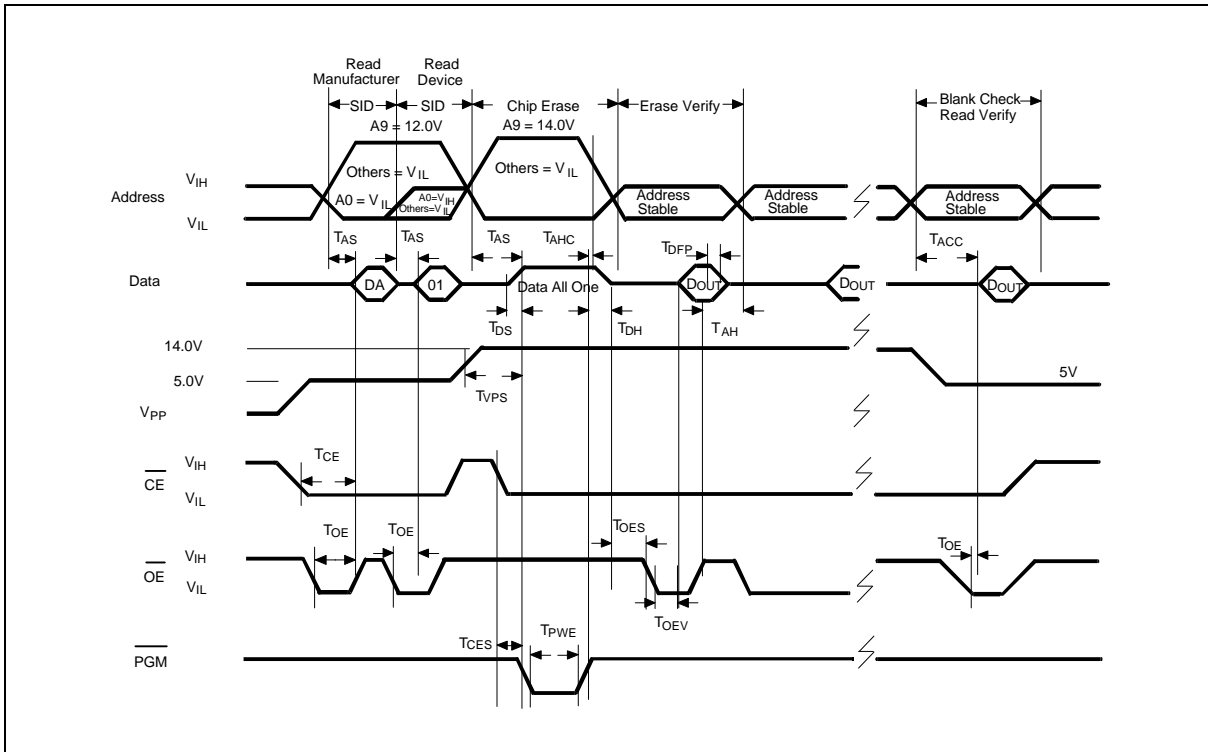 Read Manufacturer
SID
Read Device
SID
Chip Erase
Erase Verify
Blank Check
Read Verify
A9 = 12.0V
A9 = 14.0V
Others = VIL
Others = VIL
Address
VIH
VIL
A0 = VIL
A0=VIH
Others=VIL
Address Stable
Address Stable
Address Stable
TAS
TAS
TAS
TAHC
TDFP
TACC
Data
DA
01
Data All One
DOUT
DOUT
DOUT
TDS
TDH
TAH
14.0V
5.0V
VPP
TVPS
5V
CE
VIH
VIL
TCE
OE
VIH
VIL
TOE
TOE
TOES
TOE
TOEV
PGM
TCES
TPWE